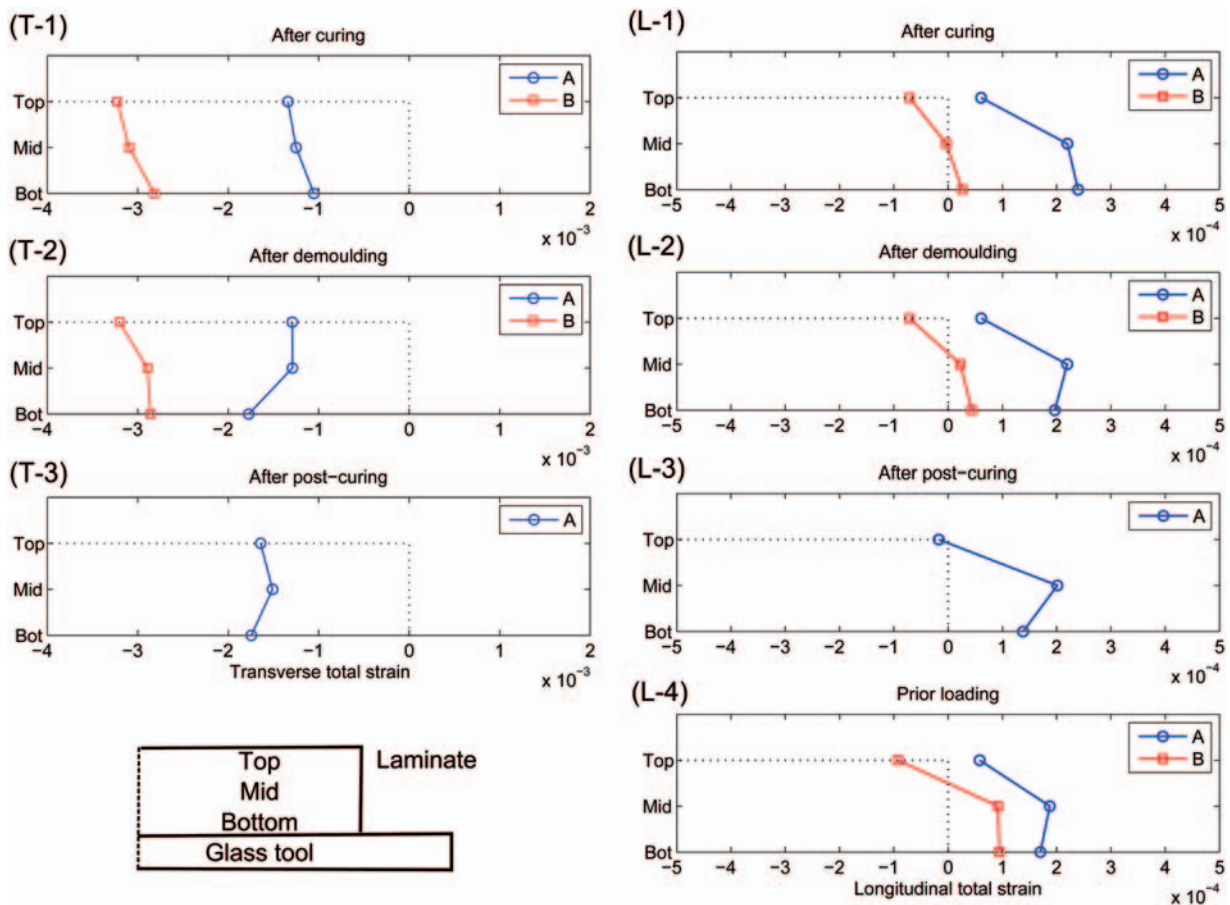 (T-1)
After curing
A
B
Top
Mid
Bot
−4 −3 −2 −1 0 1 2
x 10⁻³
(T-2)
After demoulding
A
B
Top
Mid
Bot
−4 −3 −2 −1 0 1 2
x 10⁻³
(T-3)
After post−curing
A
Top
Mid
Bot
−4 −3 −2 −1 0 1 2
Transverse total strain
x 10⁻³
Top
Mid
Bottom
Laminate
Glass tool
(L-1)
After curing
A
B
Top
Mid
Bot
−5 −4 −3 −2 −1 0 1 2 3 4 5
x 10⁻⁴
(L-2)
After demoulding
A
B
Top
Mid
Bot
−5 −4 −3 −2 −1 0 1 2 3 4 5
x 10⁻⁴
(L-3)
After post−curing
A
Top
Mid
Bot
−5 −4 −3 −2 −1 0 1 2 3 4 5
x 10⁻⁴
(L-4)
Prior loading
A
B
Top
Mid
Bot
−5 −4 −3 −2 −1 0 1 2 3 4 5
Longitudinal total strain
x 10⁻⁴